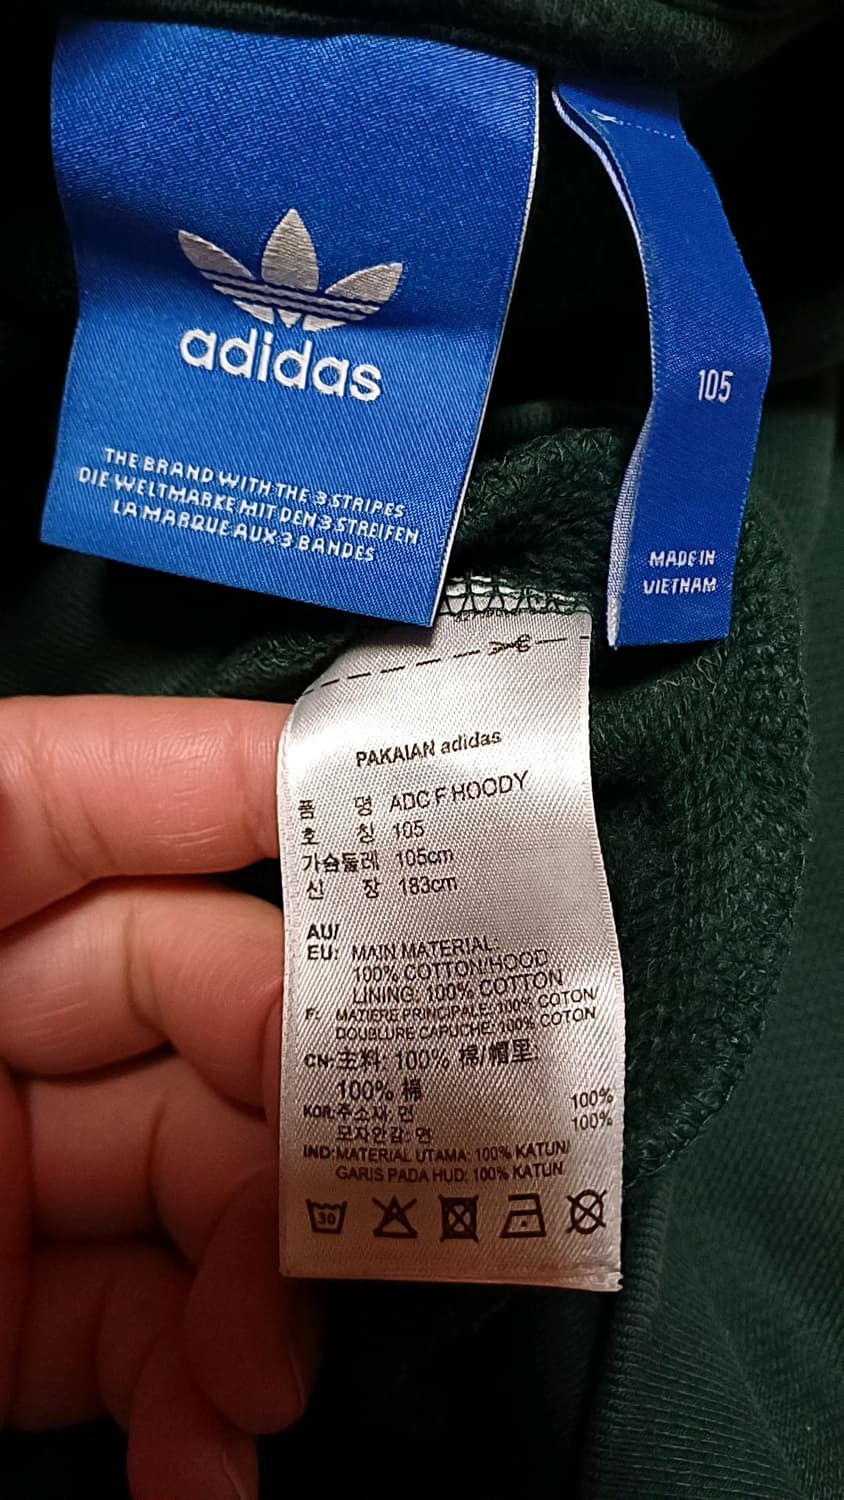 adidas
THE BRAND WITH THE 3 STRIPES
DIE WELTMARKE MIT DEN 3 STREIFEN
LA MARQUE AUX 3 BANDES
105
MADE IN
VIETNAM
PAKAIAN adidas
품 명 ADC F HOODY
호 칭 105
가슴둘레 105cm
신 장 183cm
AU/
EU: MAIN MATERIAL:
100% COTTON/HOOD
LINING: 100% COTTON
F: MATIERE PRINCIPALE: 100% COTON/
DOUBLURE CAPUCHE: 100% COTON
CN: 主料: 100% 棉/帽里:
100% 棉
KOR: 주소재: 면 100%
모자안감: 면 100%
IND: MATERIAL UTAMA: 100% KATUN/
GARIS PADA HUD: 100% KATUN
30